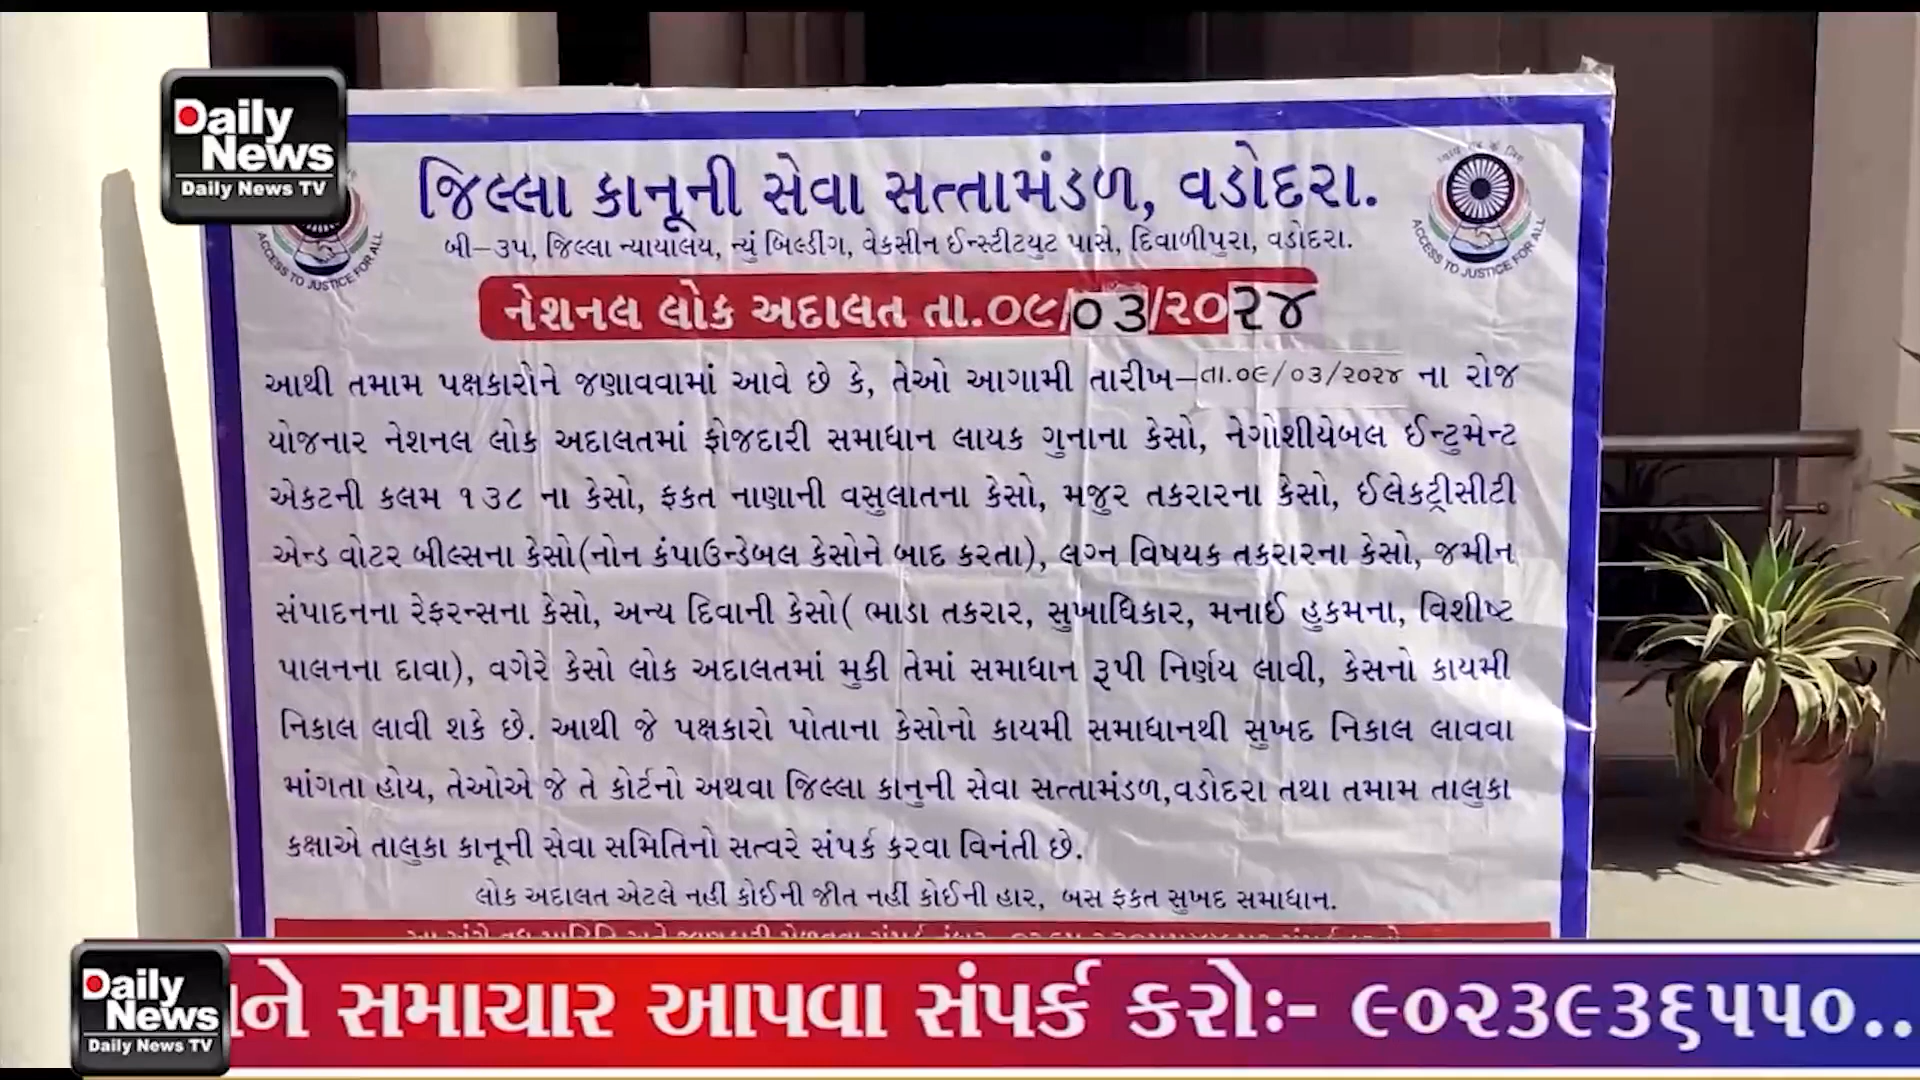 Daily
News
Daily News TV
જિલ્લા કાનૂની સેવા સત્તામંડળ, વડોદરા.
બી–૩૫, જિલ્લા ન્યાયાલય, ન્યું બિલ્ડીંગ, વેકસીન ઈન્સ્ટીટયુટ પાસે, દિવાળીપુરા, વડોદરા.
ACCESS TO JUSTICE FOR ALL
ACCESS TO JUSTICE FOR ALL
નેશનલ લોક અદાલત તા.૦૯/૦૩/૨૦૨૪
આથી તમામ પક્ષકારોને જણાવવામાં આવે છે કે, તેઓ આગામી તારીખ–તા.૦૯/૦૩/૨૦૨૪ ના રોજ
યોજનાર નેશનલ લોક અદાલતમાં ફોજદારી સમાધાન લાયક ગુનાના કેસો, નેગોશીયેબલ ઈન્ટ્રુમેન્ટ
એકટની કલમ ૧૩૮ ના કેસો, ફકત નાણાની વસુલાતના કેસો, મજુર તકરારના કેસો, ઈલેકટ્રીસીટી
એન્ડ વોટર બીલ્સના કેસો(નોન કંપાઉન્ડેબલ કેસોને બાદ કરતા), લગ્ન વિષયક તકરારના કેસો, જમીન
સંપાદનના રેફરન્સના કેસો, અન્ય દિવાની કેસો( ભાડા તકરાર, સુખાધિકાર, મનાઈ હુકમના, વિશીષ્ટ
પાલનના દાવા), વગેરે કેસો લોક અદાલતમાં મુકી તેમાં સમાધાન રૂપી નિર્ણય લાવી, કેસનો કાયમી
નિકાલ લાવી શકે છે. આથી જે પક્ષકારો પોતાના કેસોનો કાયમી સમાધાનથી સુખદ નિકાલ લાવવા
માંગતા હોય, તેઓએ જે તે કોર્ટનો અથવા જિલ્લા કાનુની સેવા સત્તામંડળ,વડોદરા તથા તમામ તાલુકા
કક્ષાએ તાલુકા કાનૂની સેવા સમિતિનો સત્વરે સંપર્ક કરવા વિનંતી છે.
લોક અદાલત એટલે નહીં કોઈની જીત નહીં કોઈની હાર, બસ ફકત સુખદ સમાધાન.
Daily
News
Daily News TV
ને સમાચાર આપવા સંપર્ક કરોઃ- ૯૦૨૩૯૩૬૫૫૦..